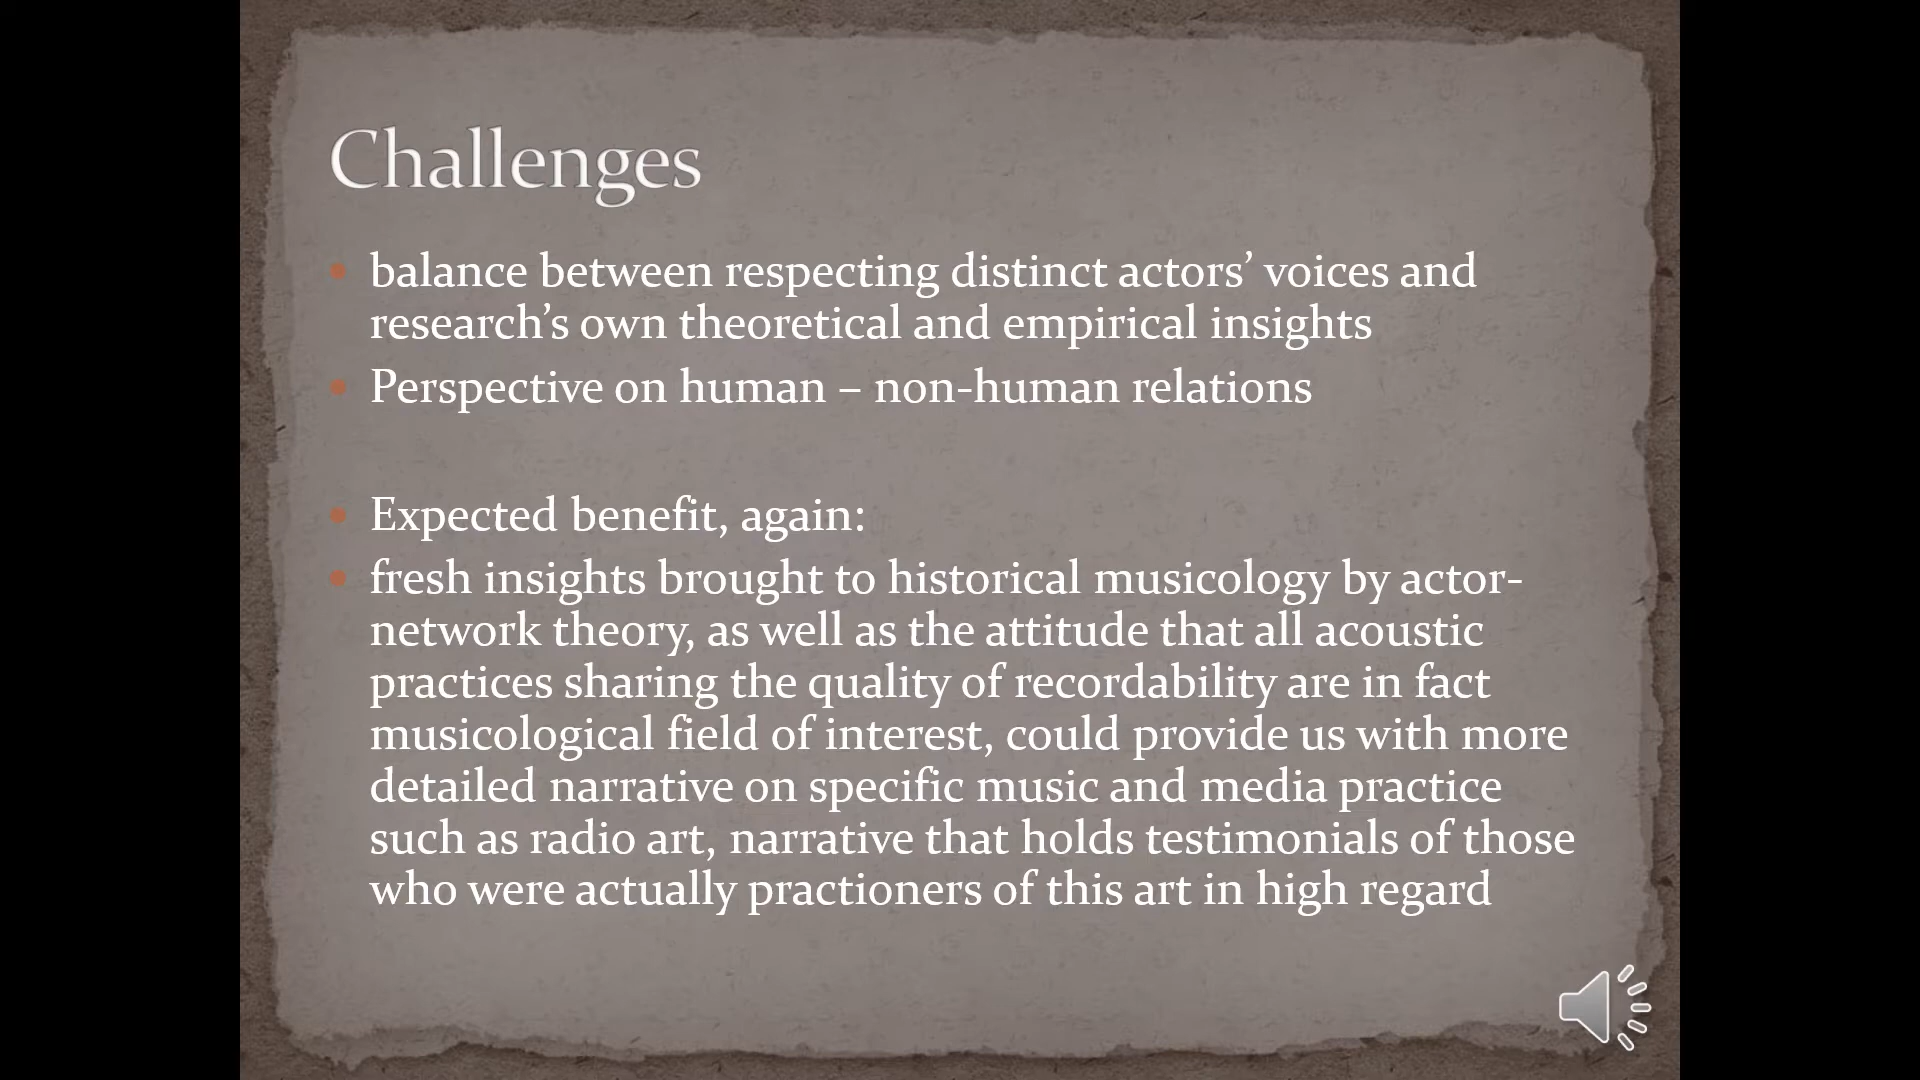 Challenges
balance between respecting distinct actors’ voices and
research’s own theoretical and empirical insights
Perspective on human – non-human relations
Expected benefit, again:
fresh insights brought to historical musicology by actor-
network theory, as well as the attitude that all acoustic
practices sharing the quality of recordability are in fact
musicological field of interest, could provide us with more
detailed narrative on specific music and media practice
such as radio art, narrative that holds testimonials of those
who were actually practioners of this art in high regard